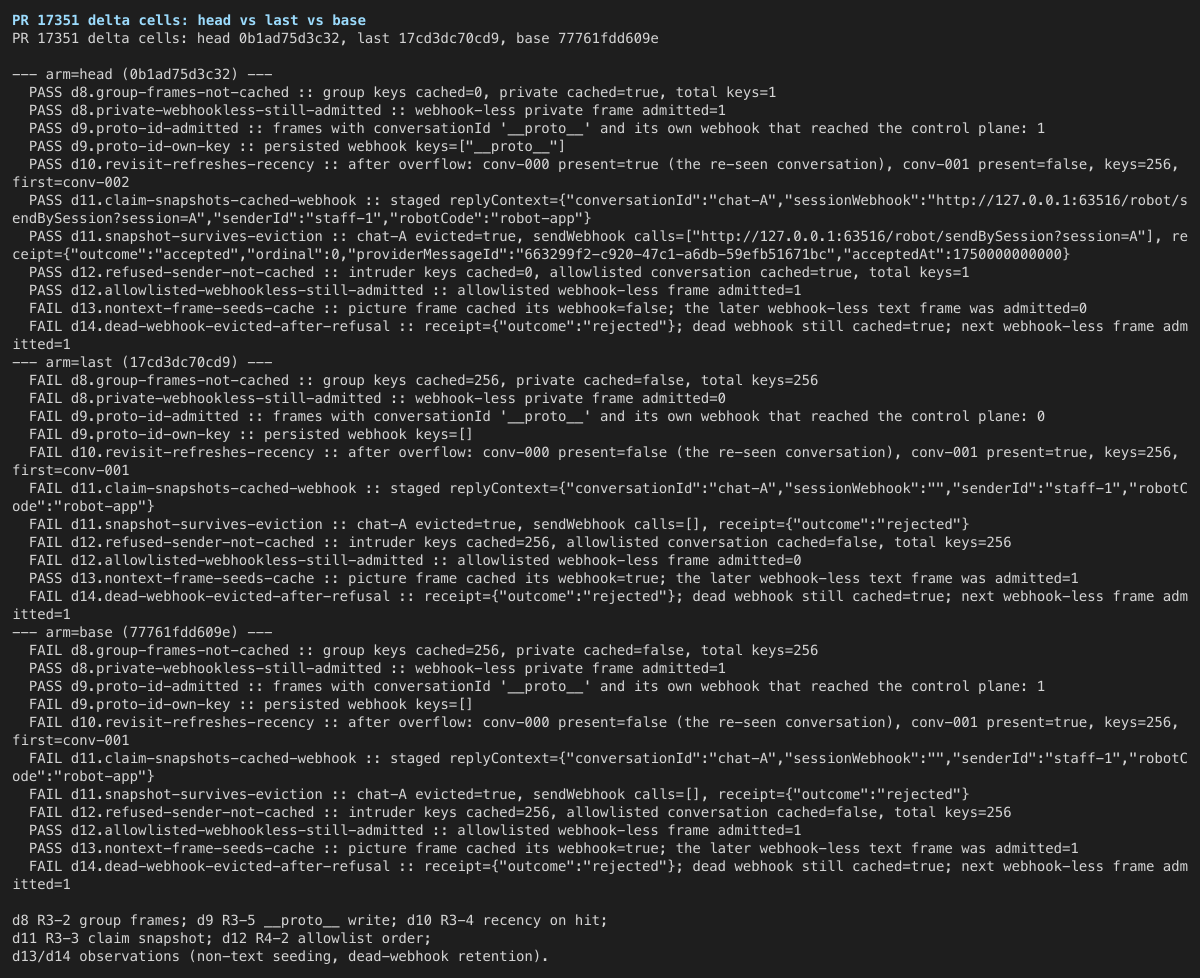 PR 17351 delta cells: head vs last vs base
PR 17351 delta cells: head 0b1ad75d3c32, last 17cd3dc70cd9, base 77761fdd609e
--- arm=head (0b1ad75d3c32) ---
PASS d8.group-frames-not-cached :: group keys cached=0, private cached=true, total keys=1
PASS d8.private-webhookless-still-admitted :: webhook-less private frame admitted=1
PASS d9.proto-id-admitted :: frames with conversationId '__proto__' and its own webhook that reached the control plane: 1
PASS d9.proto-id-own-key :: persisted webhook keys=["__proto__"]
PASS d10.revisit-refreshes-recency :: after overflow: conv-000 present=true (the re-seen conversation), conv-001 present=false, keys=256,
first=conv-002
PASS d11.claim-snapshots-cached-webhook :: staged replyContext={"conversationId":"chat-A","sessionWebhook":"http://127.0.0.1:63516/robot/s
endBySession?session=A","senderId":"staff-1","robotCode":"robot-app"}
PASS d11.snapshot-survives-eviction :: chat-A evicted=true, sendWebhook calls=["http://127.0.0.1:63516/robot/sendBySession?session=A"], re
ceipt={"outcome":"accepted","ordinal":0,"providerMessageId":"663299f2-c920-47c1-a6db-59efb51671bc","acceptedAt":1750000000000}
PASS d12.refused-sender-not-cached :: intruder keys cached=0, allowlisted conversation cached=true, total keys=1
PASS d12.allowlisted-webhookless-still-admitted :: allowlisted webhook-less frame admitted=1
FAIL d13.nontext-frame-seeds-cache :: picture frame cached its webhook=false; the later webhook-less text frame was admitted=0
FAIL d14.dead-webhook-evicted-after-refusal :: receipt={"outcome":"rejected"}; dead webhook still cached=true; next webhook-less frame adm
itted=1
--- arm=last (17cd3dc70cd9) ---
FAIL d8.group-frames-not-cached :: group keys cached=256, private cached=false, total keys=256
FAIL d8.private-webhookless-still-admitted :: webhook-less private frame admitted=0
FAIL d9.proto-id-admitted :: frames with conversationId '__proto__' and its own webhook that reached the control plane: 0
FAIL d9.proto-id-own-key :: persisted webhook keys=[]
FAIL d10.revisit-refreshes-recency :: after overflow: conv-000 present=false (the re-seen conversation), conv-001 present=true, keys=256,
first=conv-001
FAIL d11.claim-snapshots-cached-webhook :: staged replyContext={"conversationId":"chat-A","sessionWebhook":"","senderId":"staff-1","robotC
ode":"robot-app"}
FAIL d11.snapshot-survives-eviction :: chat-A evicted=true, sendWebhook calls=[], receipt={"outcome":"rejected"}
FAIL d12.refused-sender-not-cached :: intruder keys cached=256, allowlisted conversation cached=false, total keys=256
FAIL d12.allowlisted-webhookless-still-admitted :: allowlisted webhook-less frame admitted=0
PASS d13.nontext-frame-seeds-cache :: picture frame cached its webhook=true; the later webhook-less text frame was admitted=1
FAIL d14.dead-webhook-evicted-after-refusal :: receipt={"outcome":"rejected"}; dead webhook still cached=true; next webhook-less frame adm
itted=1
--- arm=base (77761fdd609e) ---
FAIL d8.group-frames-not-cached :: group keys cached=256, private cached=false, total keys=256
PASS d8.private-webhookless-still-admitted :: webhook-less private frame admitted=1
PASS d9.proto-id-admitted :: frames with conversationId '__proto__' and its own webhook that reached the control plane: 1
FAIL d9.proto-id-own-key :: persisted webhook keys=[]
FAIL d10.revisit-refreshes-recency :: after overflow: conv-000 present=false (the re-seen conversation), conv-001 present=true, keys=256,
first=conv-001
FAIL d11.claim-snapshots-cached-webhook :: staged replyContext={"conversationId":"chat-A","sessionWebhook":"","senderId":"staff-1","robotC
ode":"robot-app"}
FAIL d11.snapshot-survives-eviction :: chat-A evicted=true, sendWebhook calls=[], receipt={"outcome":"rejected"}
FAIL d12.refused-sender-not-cached :: intruder keys cached=256, allowlisted conversation cached=false, total keys=256
PASS d12.allowlisted-webhookless-still-admitted :: allowlisted webhook-less frame admitted=1
PASS d13.nontext-frame-seeds-cache :: picture frame cached its webhook=true; the later webhook-less text frame was admitted=1
FAIL d14.dead-webhook-evicted-after-refusal :: receipt={"outcome":"rejected"}; dead webhook still cached=true; next webhook-less frame adm
itted=1
d8 R3-2 group frames; d9 R3-5 __proto__ write; d10 R3-4 recency on hit;
d11 R3-3 claim snapshot; d12 R4-2 allowlist order;
d13/d14 observations (non-text seeding, dead-webhook retention).